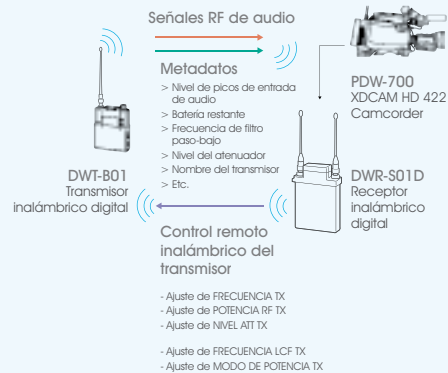 Señales RF de audio
Metadatos
> Nivel de picos de entrada
de audio
> Batería restante
> Frecuencia de filtro
paso-bajo
> Nivel del atenuador
> Nombre del transmisor
> Etc.
PDW-700
XDCAM HD 422
Camcorder
DWT-B01
Transmisor
inalámbrico digital
DWR-S01D
Receptor
inalámbrico
digital
Control remoto
inalámbrico del
transmisor
- Ajuste de FRECUENCIA TX
- Ajuste de POTENCIA RF TX
- Ajuste de NIVEL ATT TX
- Ajuste de FRECUENCIA LCF TX
- Ajuste de MODO DE POTENCIA TX